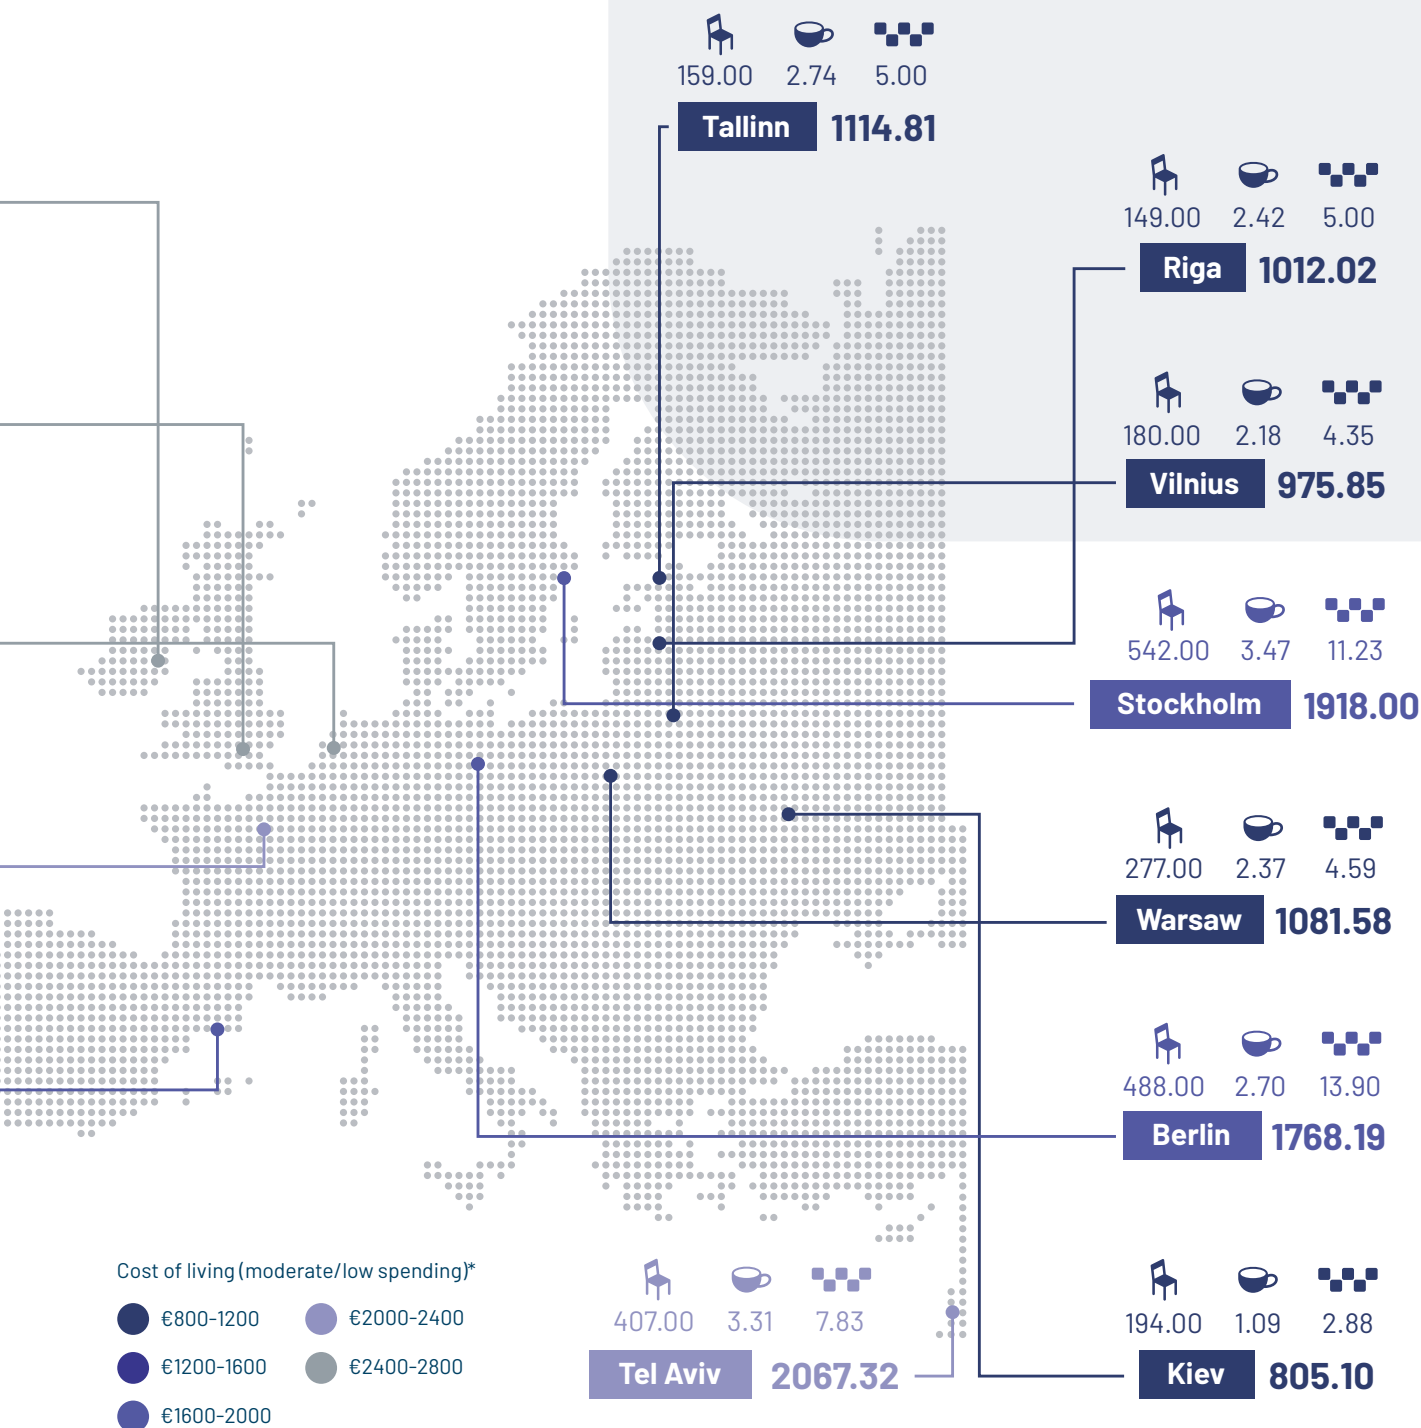 159.00 2.74 5.00
Tallinn 1114.81
149.00 2.42 5.00
Riga 1012.02
180.00 2.18 4.35
Vilnius 975.85
542.00 3.47 11.23
Stockholm 1918.00
277.00 2.37 4.59
Warsaw 1081.58
488.00 2.70 13.90
Berlin 1768.19
194.00 1.09 2.88
Kiev 805.10
407.00 3.31 7.83
Tel Aviv 2067.32
Cost of living (moderate/low spending)*
€800-1200
€1200-1600
€1600-2000
€2000-2400
€2400-2800